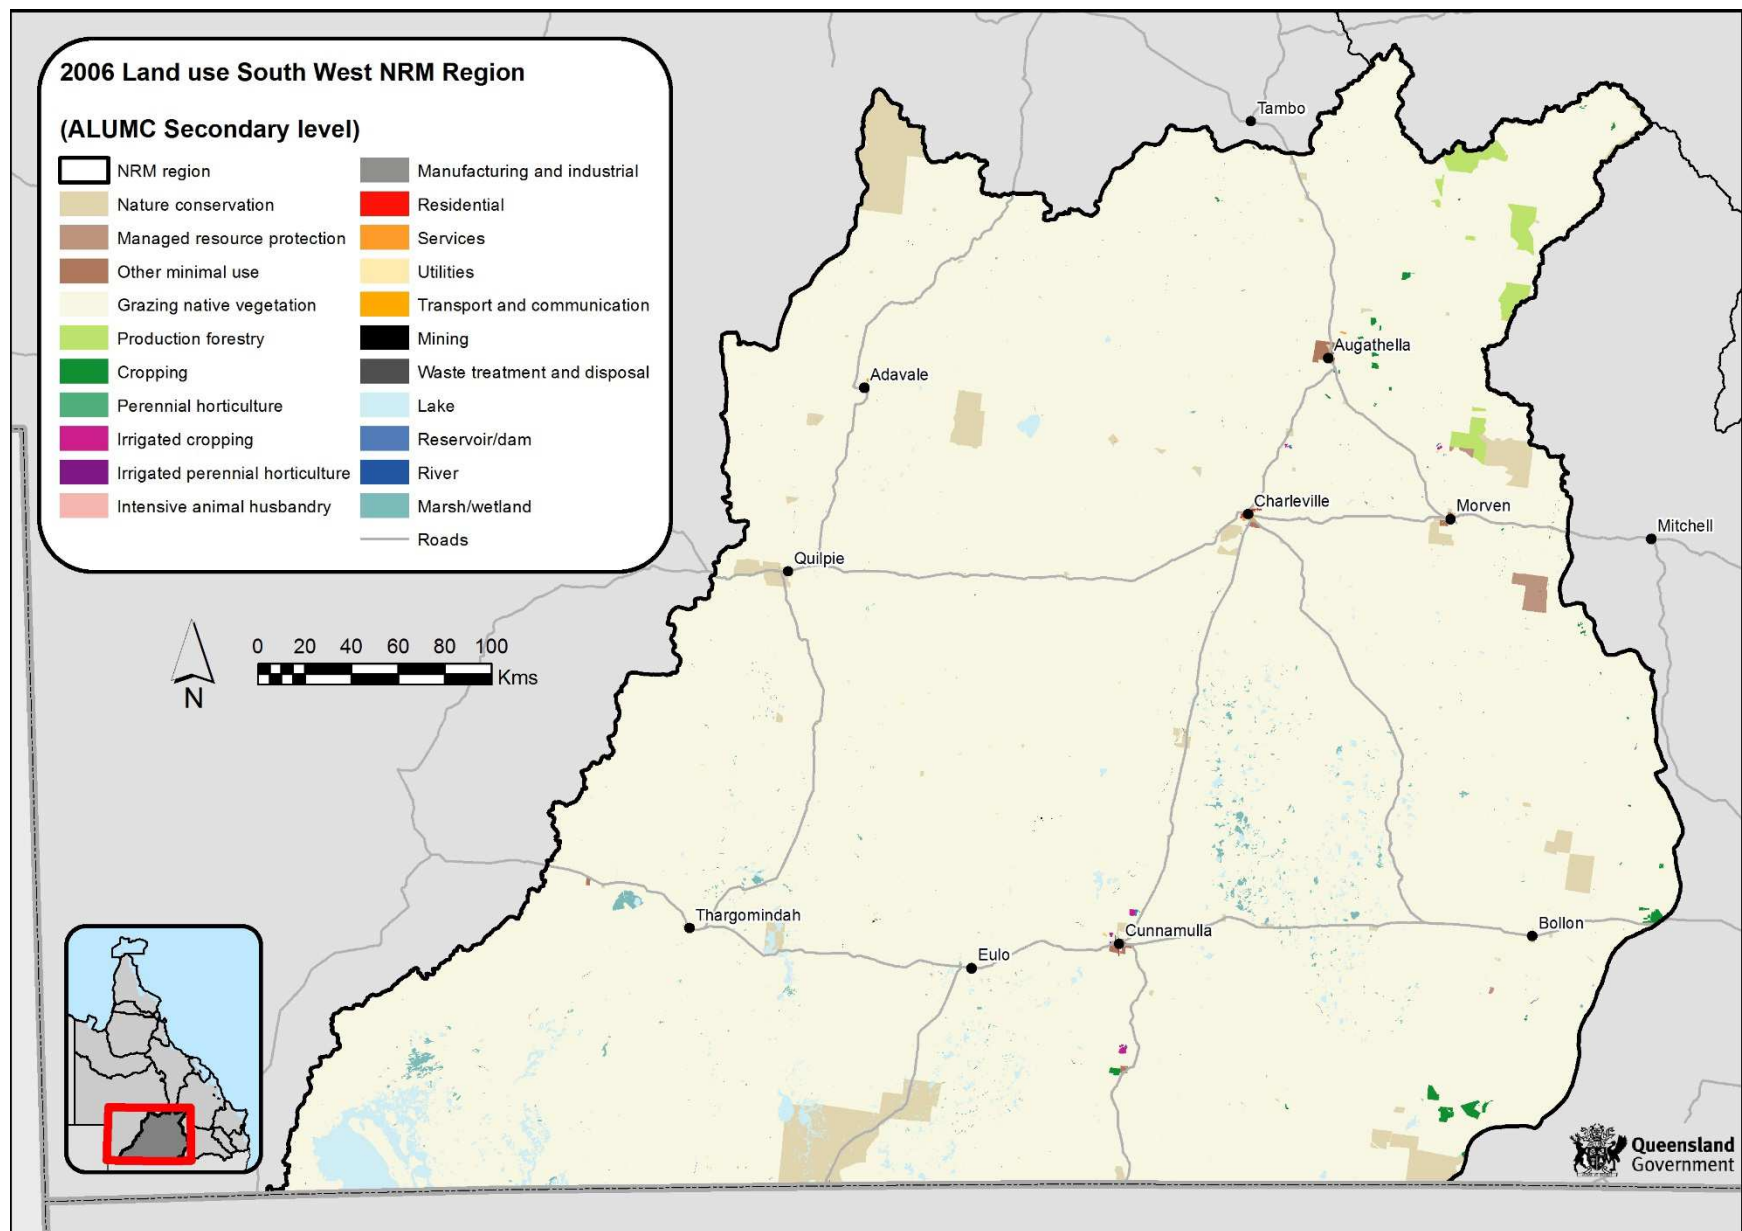 2006 Land use South West NRM Region
(ALUMC Secondary level)
NRM region
Nature conservation
Managed resource protection
Other minimal use
Grazing native vegetation
Production forestry
Cropping
Perennial horticulture
Irrigated cropping
Irrigated perennial horticulture
Intensive animal husbandry
Manufacturing and industrial
Residential
Services
Utilities
Transport and communication
Mining
Waste treatment and disposal
Lake
Reservoir/dam
River
Marsh/wetland
Roads
Tambo
Augathella
Adavale
Charleville
Morven
Mitchell
Quilpie
0 20 40 60 80 100
Kms
N
Thargomindah
Cunnamulla
Bollon
Eulo
Queensland
Government